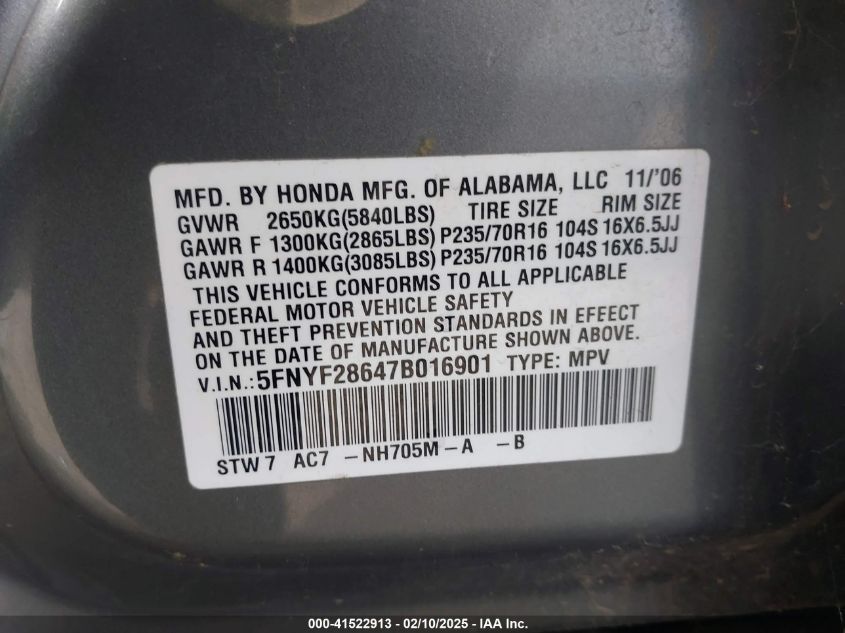 MFD. BY HONDA MFG. OF ALABAMA, LLC 11/'06
GVWR 2650KG(5840LBS) TIRE SIZE RIM SIZE
GAWR F 1300KG(2865LBS) P235/70R16 104S 16X6.5JJ
GAWR R 1400KG(3085LBS) P235/70R16 104S 16X6.5JJ
THIS VEHICLE CONFORMS TO ALL APPLICABLE
FEDERAL MOTOR VEHICLE SAFETY
AND THEFT PREVENTION STANDARDS IN EFFECT
ON THE DATE OF MANUFACTURE SHOWN ABOVE.
V.I.N.: 5FNYF28647B016901 TYPE: MPV
STW7 AC7 -NH705M-A -B
000-41522913 - 02/10/2025 - IAA Inc.